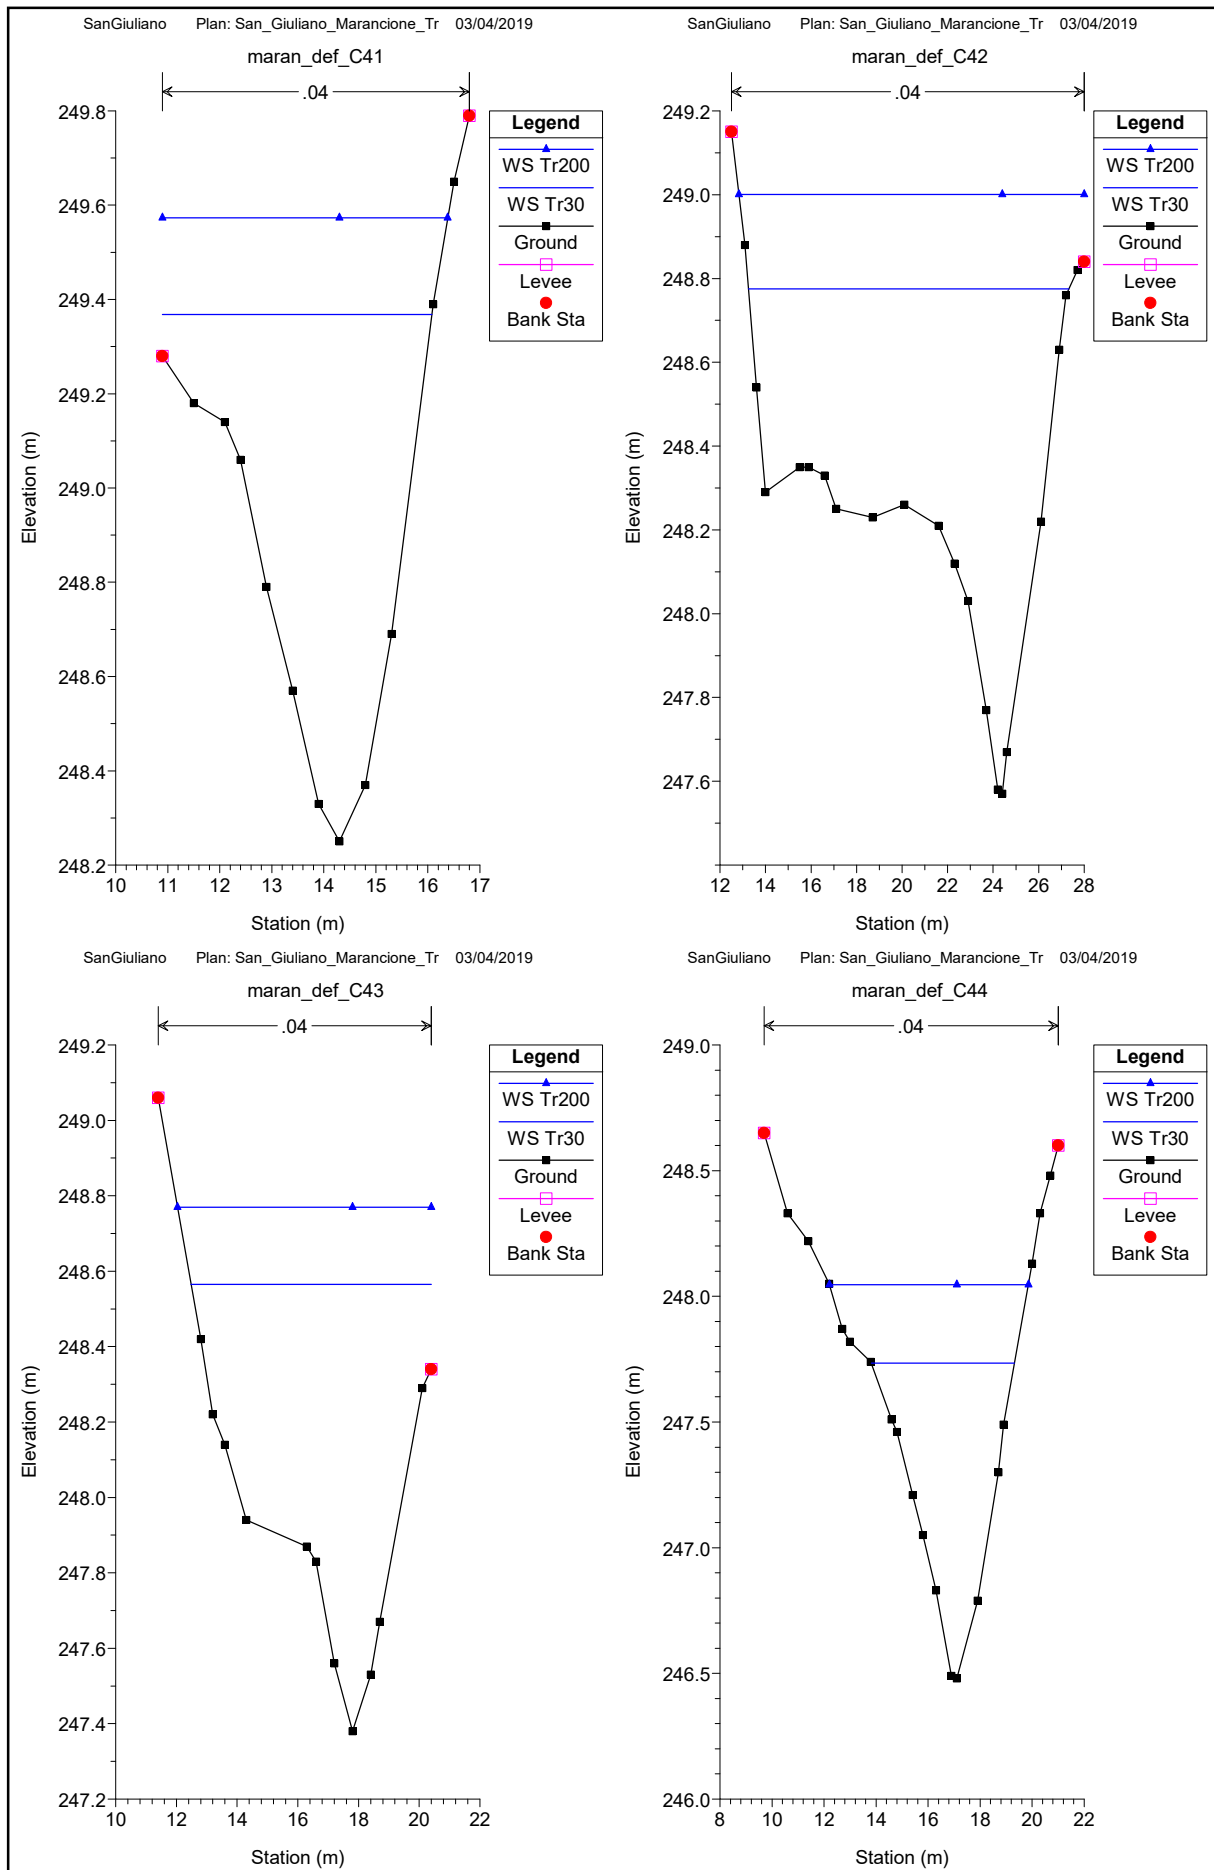 SanGiuliano Plan: San_Giuliano_Marancione_Tr 03/04/2019
maran_def_C41
.04
249.8
249.6
249.4
249.2
249.0
248.8
248.6
248.4
248.2
10 11 12 13 14 15 16 17
Station (m)
Elevation (m)
Legend
WS Tr200
WS Tr30
Ground
Levee
Bank Sta
SanGiuliano Plan: San_Giuliano_Marancione_Tr 03/04/2019
maran_def_C42
.04
249.2
249.0
248.8
248.6
248.4
248.2
248.0
247.8
247.6
12 14 16 18 20 22 24 26 28
Station (m)
Elevation (m)
Legend
WS Tr200
WS Tr30
Ground
Levee
Bank Sta
SanGiuliano Plan: San_Giuliano_Marancione_Tr 03/04/2019
maran_def_C43
.04
249.2
249.0
248.8
248.6
248.4
248.2
248.0
247.8
247.6
247.4
247.2
10 12 14 16 18 20 22
Station (m)
Elevation (m)
Legend
WS Tr200
WS Tr30
Ground
Levee
Bank Sta
SanGiuliano Plan: San_Giuliano_Marancione_Tr 03/04/2019
maran_def_C44
.04
249.0
248.5
248.0
247.5
247.0
246.5
246.0
8 10 12 14 16 18 20 22
Station (m)
Elevation (m)
Legend
WS Tr200
WS Tr30
Ground
Levee
Bank Sta